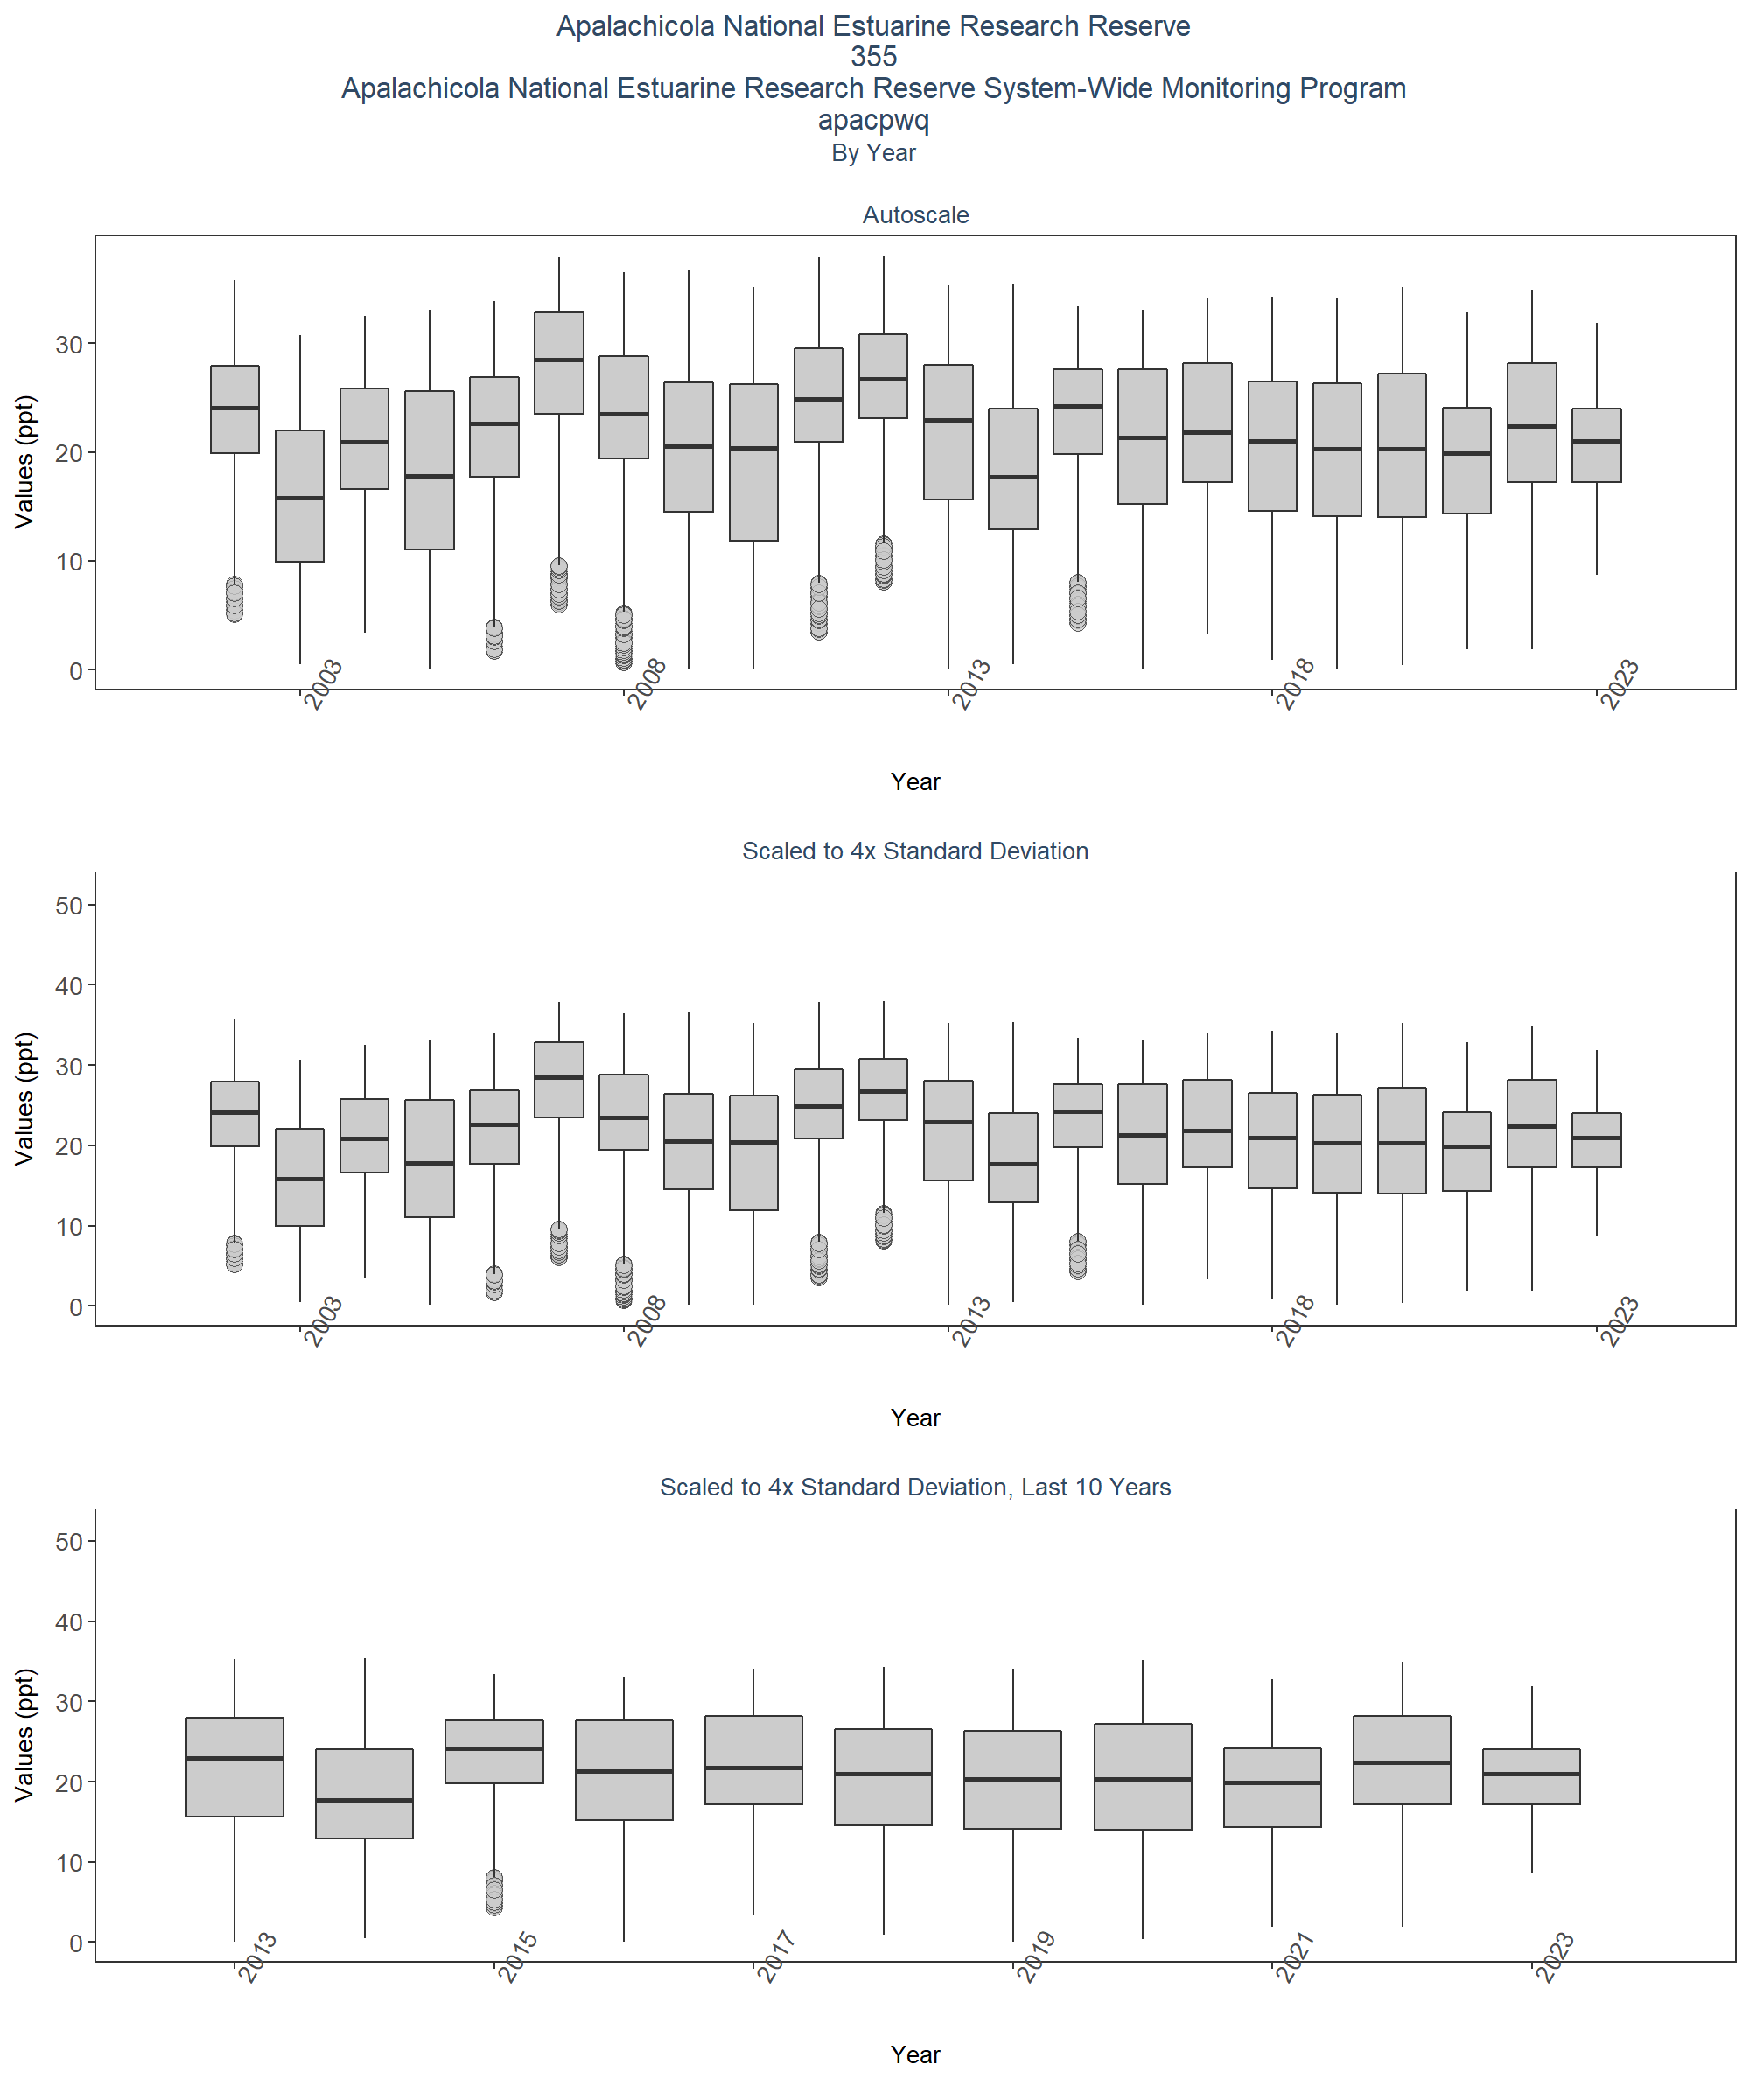 Apalachicola National Estuarine Research Reserve
355
Apalachicola National Estuarine Research Reserve System-Wide Monitoring Program
apacpwq
By Year
Autoscale
Values (ppt)
30
20
10
0
2003
2008
2013
2018
2023
Year
Scaled to 4x Standard Deviation
Values (ppt)
50
40
30
20
10
0
2003
2008
2013
2018
2023
Year
Scaled to 4x Standard Deviation, Last 10 Years
Values (ppt)
50
40
30
20
10
0
2013
2015
2017
2019
2021
2023
Year